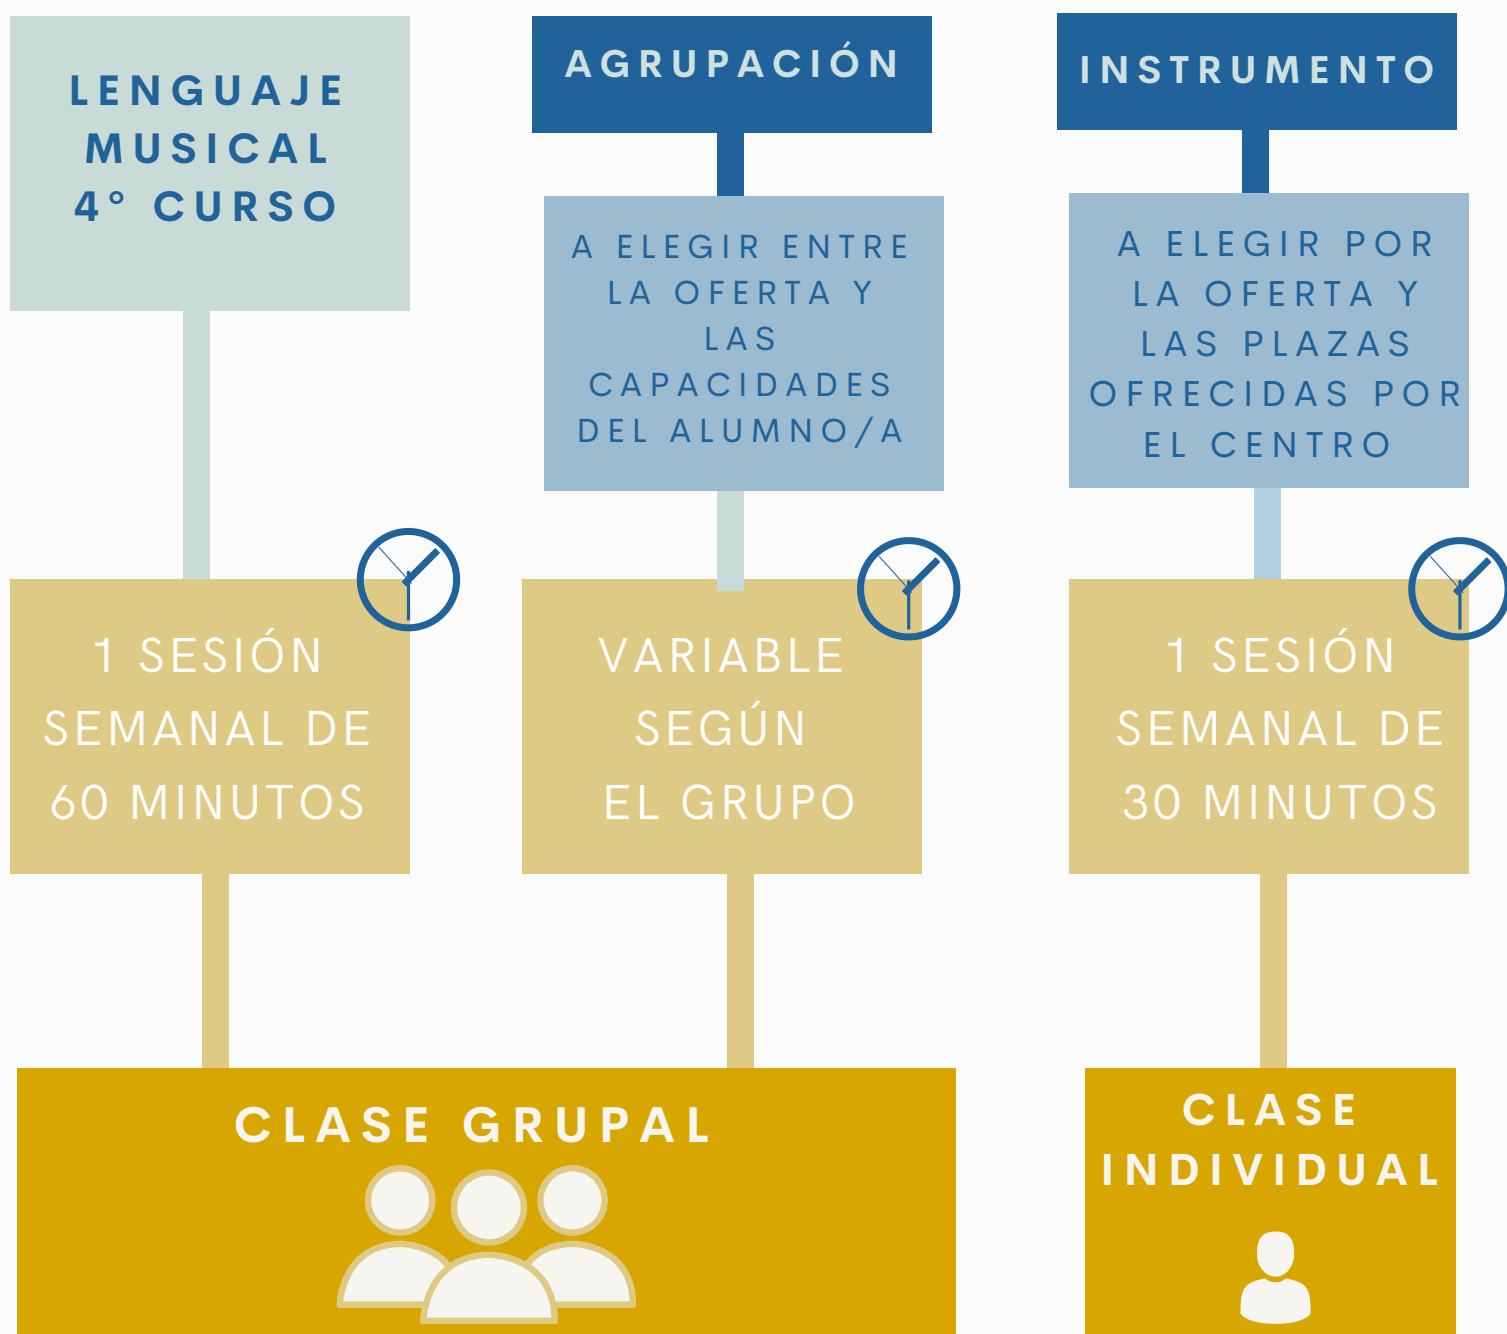 LENGUAJE
MUSICAL
4° CURSO
1 SESIÓN
SEMANAL DE
60 MINUTOS
AGRUPACIÓN
A ELEGIR ENTRE
LA OFERTA Y
LAS
CAPACIDADES
DEL ALUMNO/A
VARIABLE
SEGÚN
EL GRUPO
CLASE GRUPAL
INSTRUMENTO
A ELEGIR POR
LA OFERTA Y
LAS PLAZAS
OFRECIDAS POR
EL CENTRO
1 SESIÓN
SEMANAL DE
30 MINUTOS
CLASE
INDIVIDUAL